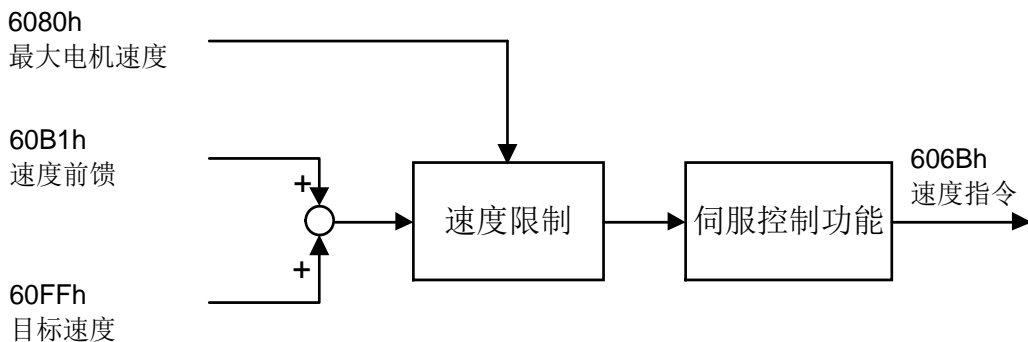 6080h
最大电机速度
60B1h
速度前馈
+
速度限制
伺服控制功能
606Bh
速度指令
+
60FFh
目标速度